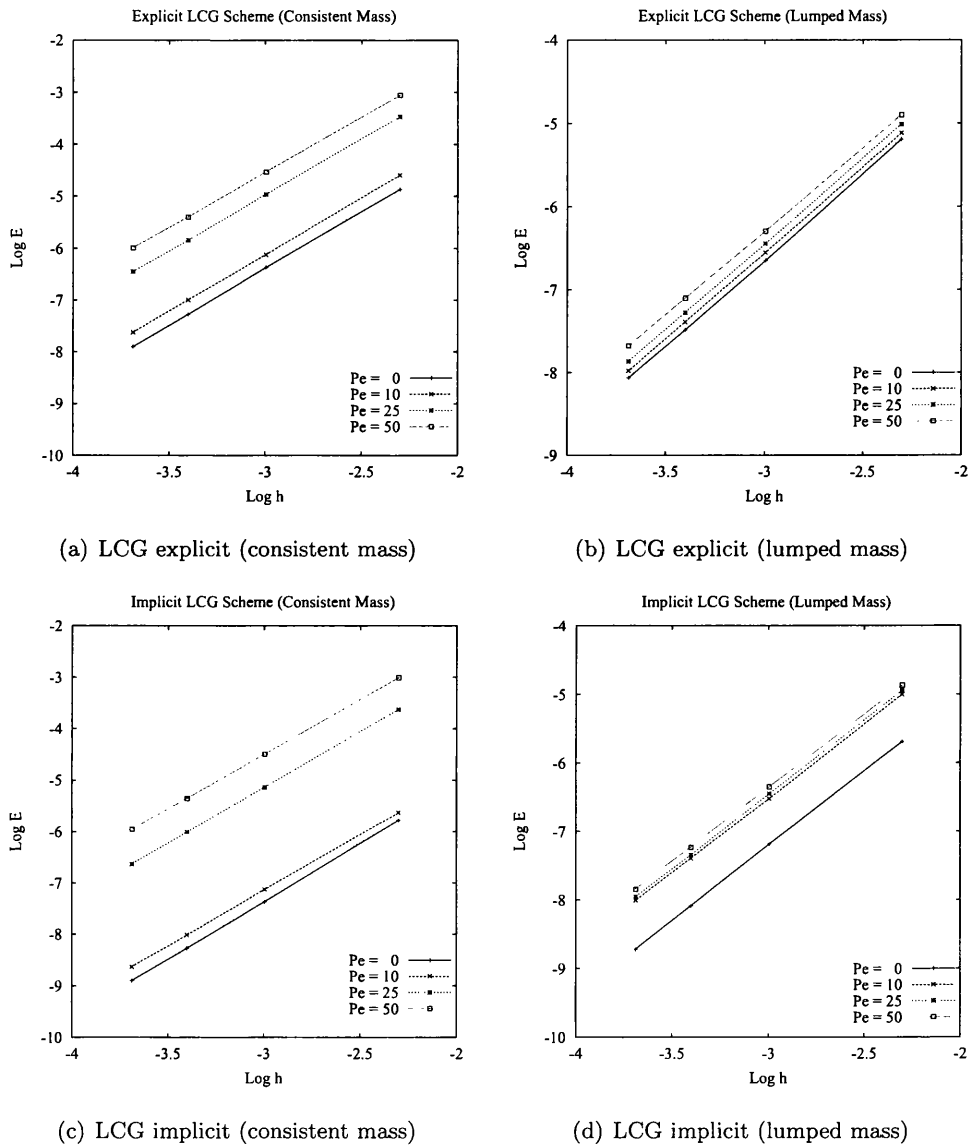 Explicit LCG Scheme (Consistent Mass)
-2
-3
-4
-5
-6
-7
-8
-9
-10
Log E
Pe = 0
Pe = 10
Pe = 25
Pe = 50
-4 -3.5 -3 -2.5 -2
Log h
(a) LCG explicit (consistent mass)
Explicit LCG Scheme (Lumped Mass)
-4
-5
-6
-7
-8
-9
Log E
Pe = 0
Pe = 10
Pe = 25
Pe = 50
-4 -3.5 -3 -2.5 -2
Log h
(b) LCG explicit (lumped mass)
Implicit LCG Scheme (Consistent Mass)
-2
-3
-4
-5
-6
-7
-8
-9
-10
Log E
Pe = 0
Pe = 10
Pe = 25
Pe = 50
-4 -3.5 -3 -2.5 -2
Log h
(c) LCG implicit (consistent mass)
Implicit LCG Scheme (Lumped Mass)
-4
-5
-6
-7
-8
-9
-10
Log E
Pe = 0
Pe = 10
Pe = 25
Pe = 50
-4 -3.5 -3 -2.5 -2
Log h
(d) LCG implicit (lumped mass)